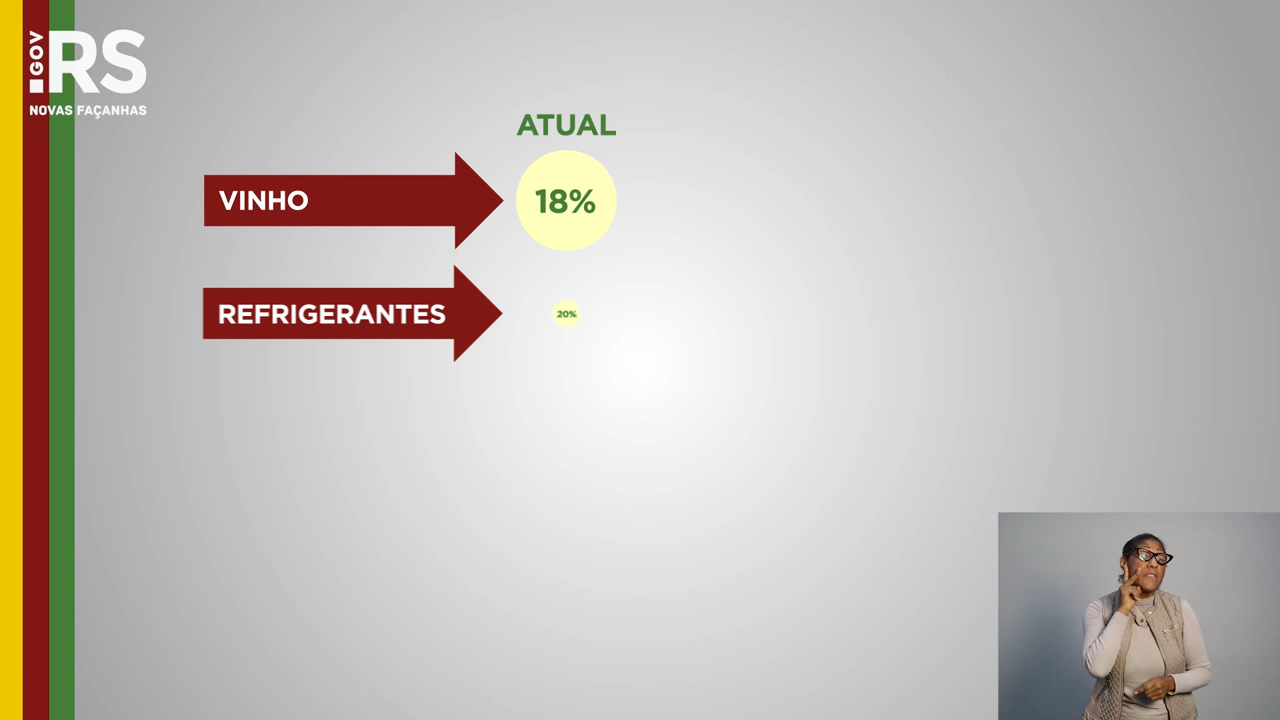 .GOV
RS
NOVAS FAÇANHAS
ATUAL
VINHO
18%
REFRIGERANTES
20%